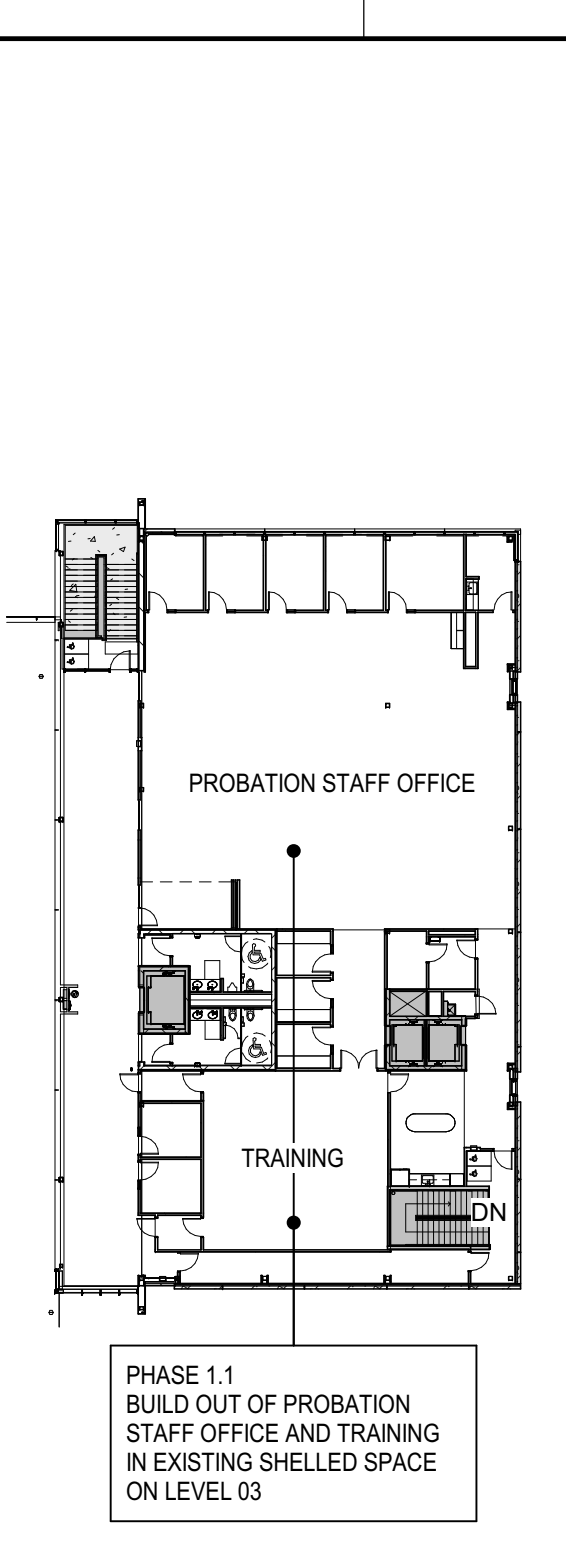 PROBATION STAFF OFFICE
TRAINING
DN
PHASE 1.1
BUILD OUT OF PROBATION
STAFF OFFICE AND TRAINING
IN EXISTING SHELLED SPACE
ON LEVEL 03